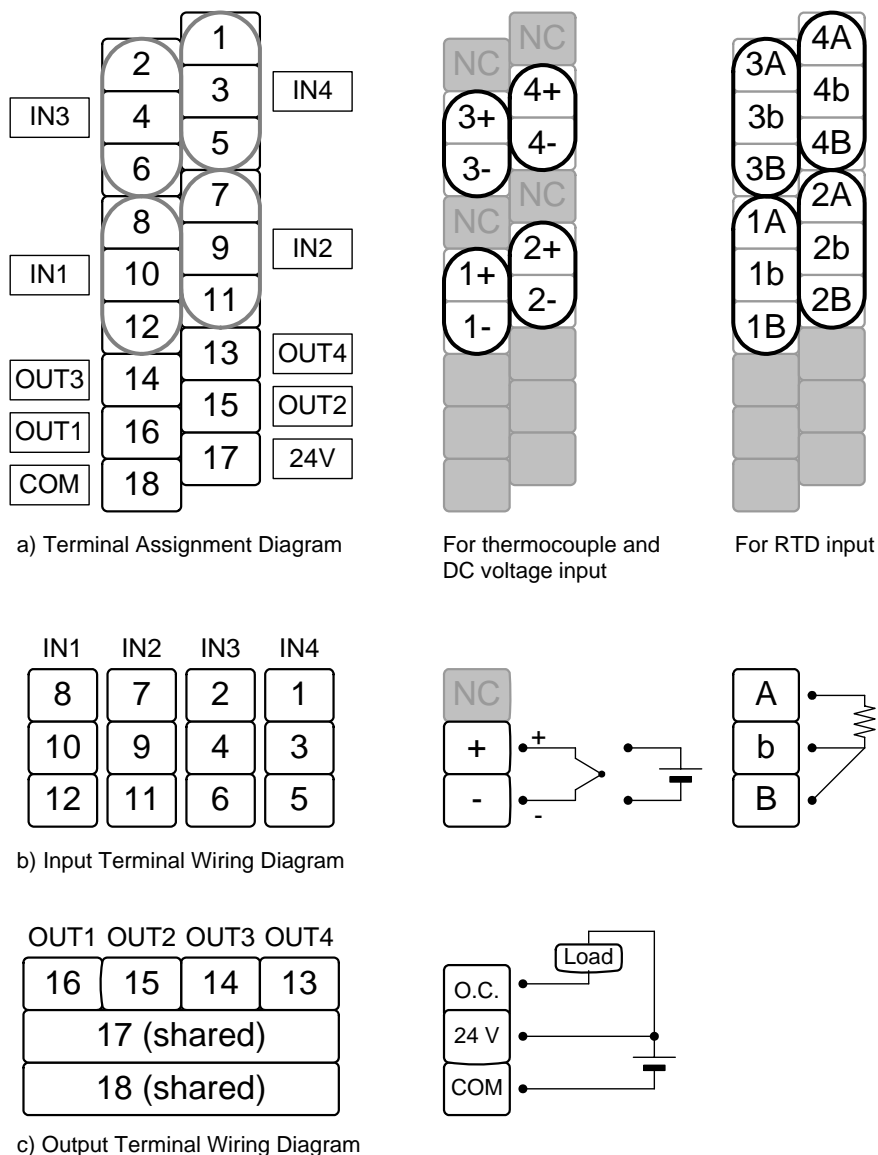 1
2
3
IN3
4
IN4
5
6
7
8
9
IN1
10
IN2
11
12
13
OUT4
OUT3
14
15
OUT2
OUT1
16
17
24V
COM
18
a) Terminal Assignment Diagram
NC
NC
4+
3+
4-
3-
NC
NC
2+
1+
2-
1-
For thermocouple and
DC voltage input
4A
3A
4b
3b
4B
3B
2A
1A
2b
1b
2B
1B
For RTD input
IN1 IN2 IN3 IN4
8 7 2 1
10 9 4 3
12 11 6 5
b) Input Terminal Wiring Diagram
NC
+ +
- -
A
b
B
OUT1 OUT2 OUT3 OUT4
16 15 14 13
17 (shared)
18 (shared)
c) Output Terminal Wiring Diagram
Load
O.C.
24 V
COM